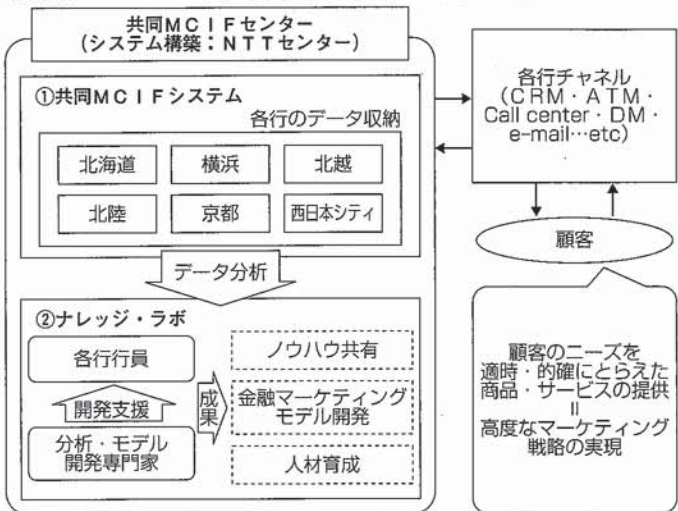 共同MCIFセンター
(システム構築:NTTセンター)
①共同MCIFシステム
各行のデータ収納
北海道
横浜
北越
北陸
京都
西日本シティ
データ分析
②ナレッジ・ラボ
各行行員
開発支援
分析・モデル
開発専門家
成果
ノウハウ共有
金融マーケティング
モデル開発
人材育成
各行チャネル
(CRM・ATM・
Call center・DM・
e-mail…etc)
顧客
顧客のニーズを
適時・的確にとらえた
商品・サービスの提供
=
高度なマーケティング
戦略の実現